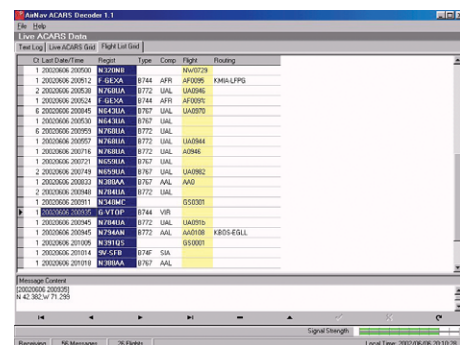 AirNav ACARS Decoder 1.1
File Help
Live ACARS Data
Text Log Live ACARS Grid Flight List Grid
Ct Last Date/Time Regist Type Comp Flight Routing
1 20020606 200500 N320NB NW0729
1 20020606 200512 F-GEXA B744 AFR AF0095 KMIA-LFPG
2 20020606 200530 N768UA B772 UAL UA0946
1 20020606 200524 F-GEXA B744 AFR
6 20020606 200845 N643UA B767 UAL UA0970
1 20020606 200530 N643UA B767 UAL
6 20020606 200959 N768UA B772 UAL
1 20020606 200557 N768UA B772 UAL UA0944
1 20020606 200716 N768UA B772 UAL A0946
1 20020606 200721 N659UA B767 UAL
2 20020606 200749 N659UA B767 UAL UA0982
2 20020606 200833 N388AA B767 AAL AA0
2 20020606 200948 N784UA B772 UAL
1 20020606 200911 N340MC GS0301
1 20020606 200935 G-VTOP B744 VIR
1 20020606 200945 N784UA B772 UAL
1 20020606 200945 N794AN B772 AAL AA0108 KBOS-EGLL
1 20020606 201005 N391QS GS0001
1 20020606 201014 9V-SFB B74F SIA
1 20020606 201018 N388AA B767 AAL
Message Content
[20020606 200935]
N 42.382,W 71.299
Signal Strength
Receiving 56 Messages 26 Flights Local Time: 2002/06/06 20:10:28